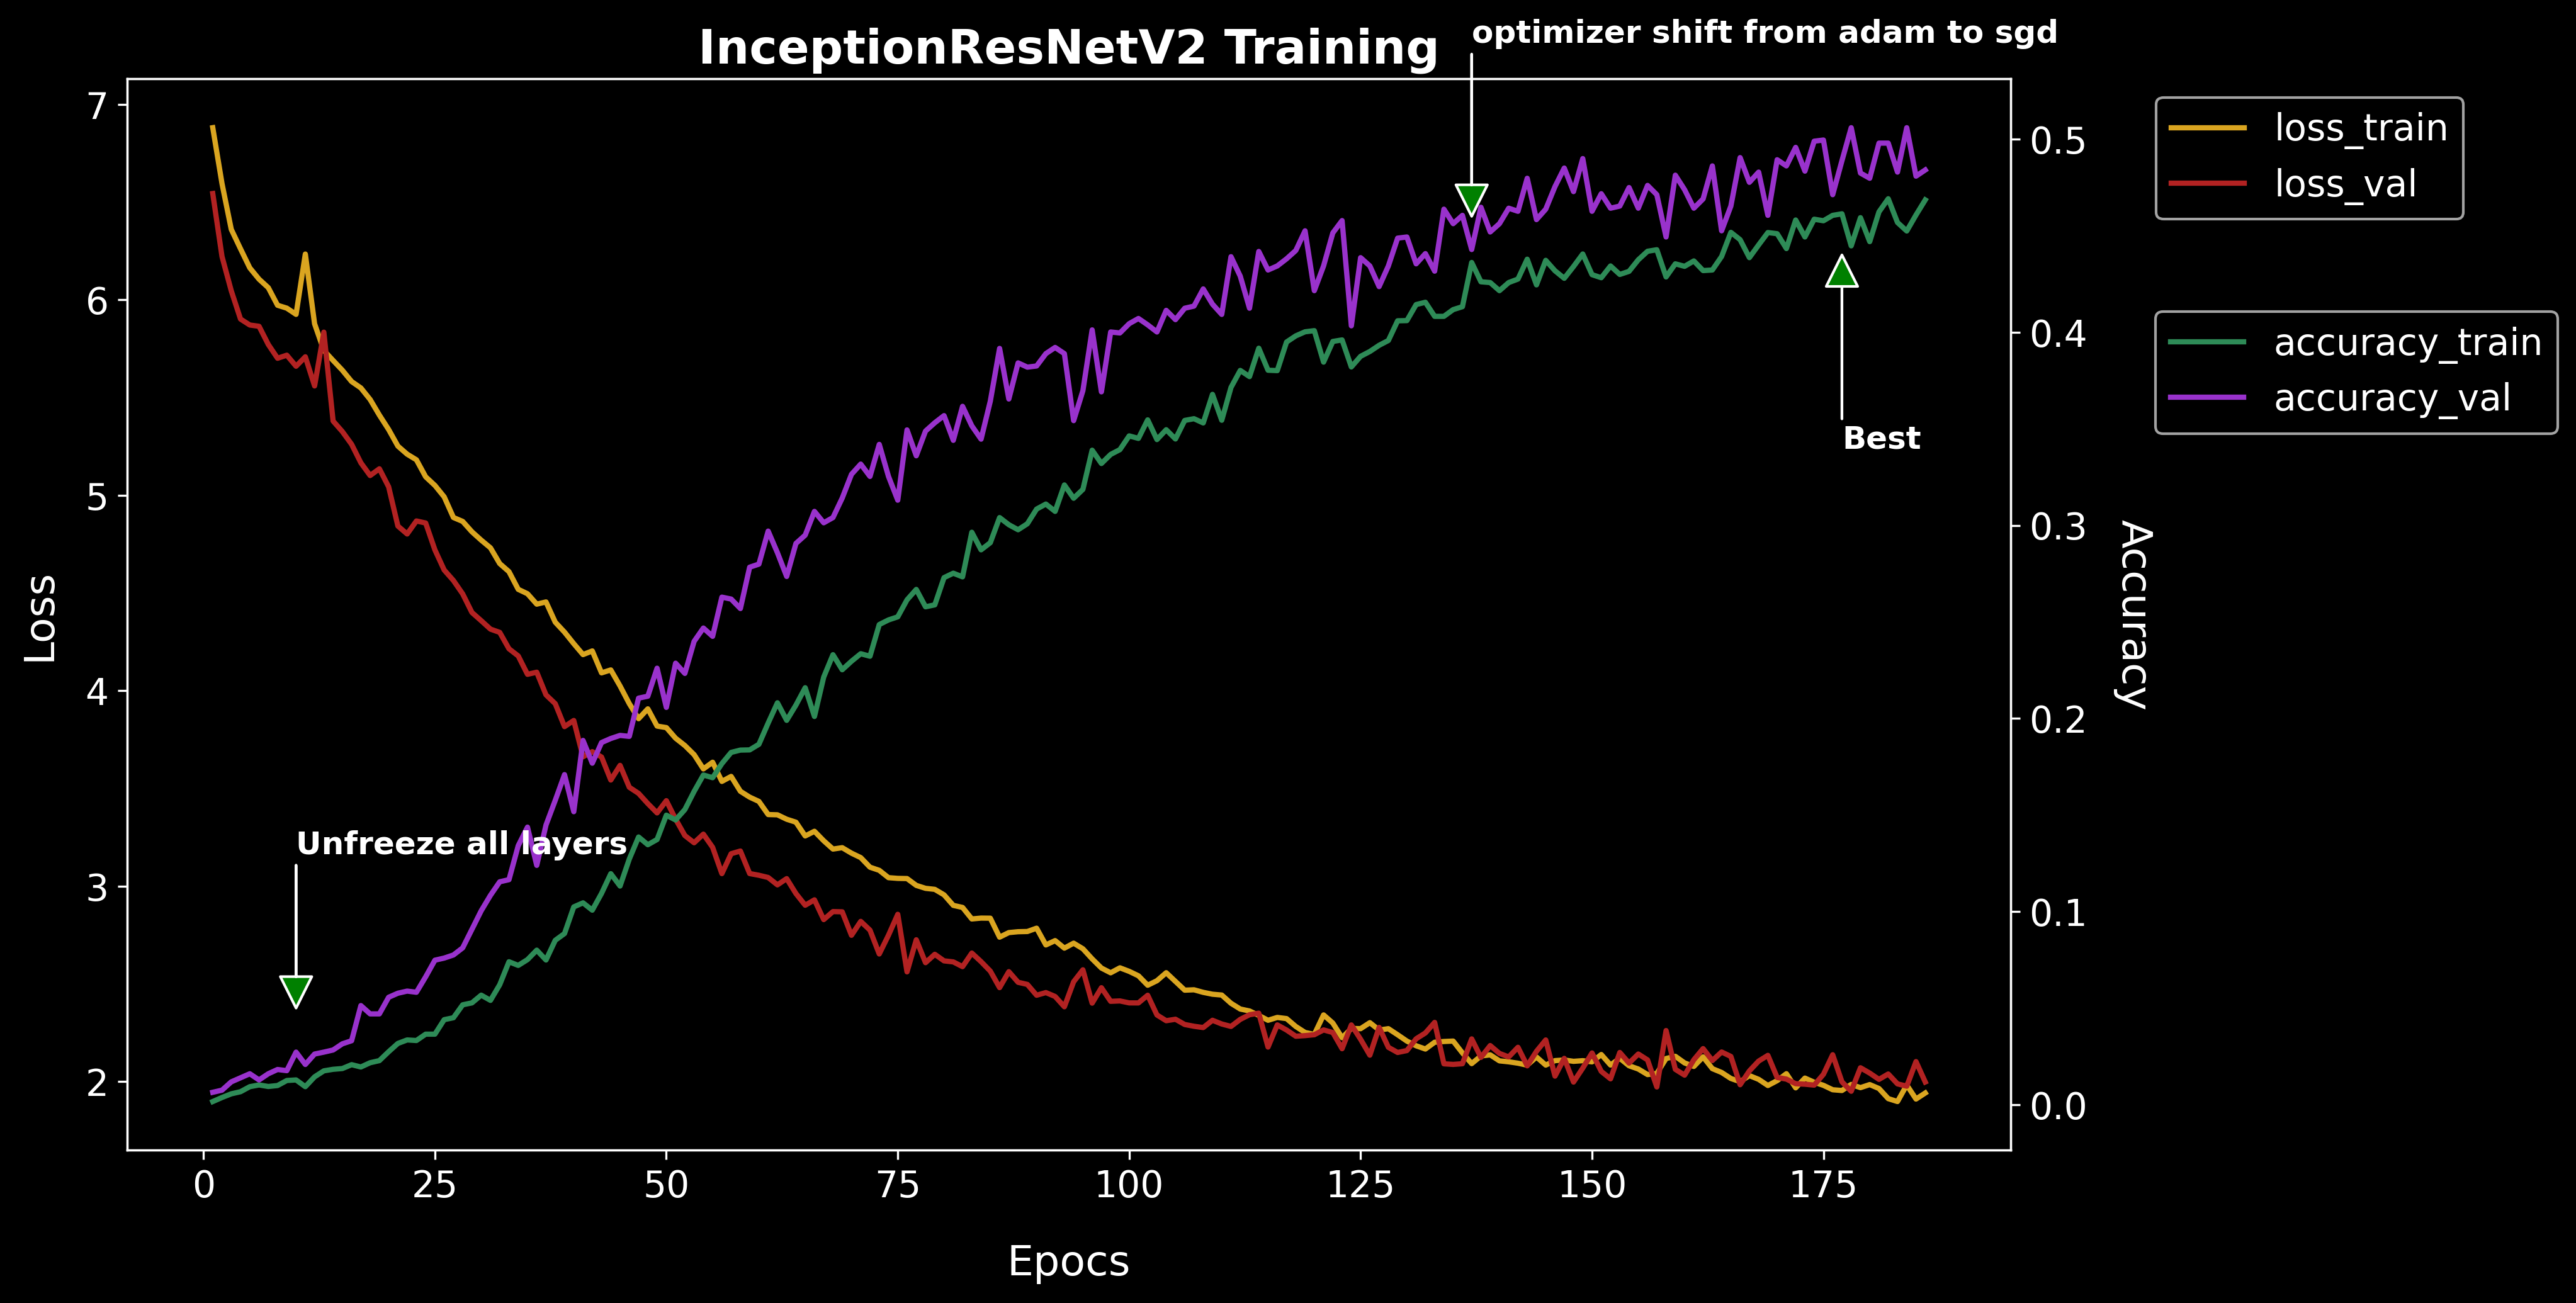 InceptionResNetV2 Training
optimizer shift from adam to sgd
7
6
5
4
3
2
Loss
0.5
0.4
0.3
0.2
0.1
0.0
Accuracy
loss_train
loss_val
accuracy_train
accuracy_val
Best
Unfreeze all layers
0 25 50 75 100 125 150 175
Epocs